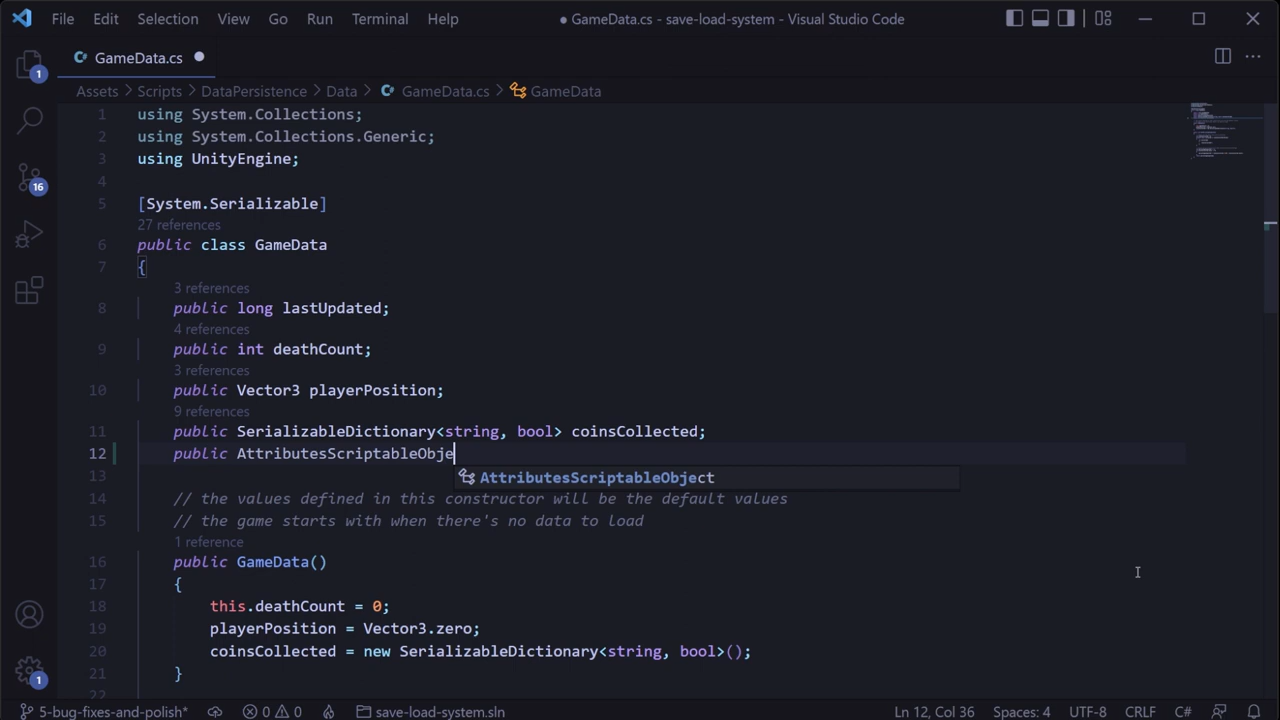 File Edit Selection View Go Run Terminal Help ● GameData.cs - save-load-system - Visual Studio Code
GameData.cs
1
Assets > Scripts > DataPersistence > Data > GameData.cs > GameData
1 using System.Collections;
2 using System.Collections.Generic;
3 using UnityEngine;
4
16
5 [System.Serializable]
27 references
6 public class GameData
7 {
3 references
8 public long lastUpdated;
4 references
9 public int deathCount;
3 references
10 public Vector3 playerPosition;
9 references
11 public SerializableDictionary<string, bool> coinsCollected;
12 public AttributesScriptableObje
AttributesScriptableObject
13
14 // the values defined in this constructor will be the default values
15 // the game starts with when there's no data to load
1 reference
16 public GameData()
17 {
18 this.deathCount = 0;
19 playerPosition = Vector3.zero;
20 coinsCollected = new SerializableDictionary<string, bool>();
21 }
1
22
5-bug-fixes-and-polish* 0 0 save-load-system.sln Ln 12, Col 36 Spaces: 4 UTF-8 CRLF C#